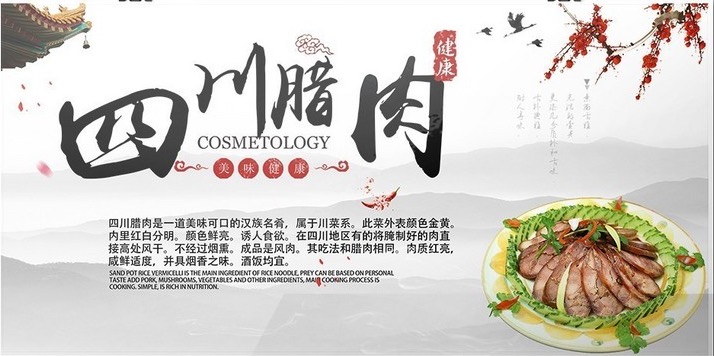 四川腊肉
健康
COSMETOLOGY
美味健康
四川腊肉是一道美味可口的汉族名肴，属于川菜系。此菜外表颜色金黄。
内里红白分明。颜色鲜亮。诱人食欲。在四川地区有的将腌制好的肉直
接高处风干。不经过烟熏。成品是风肉。其吃法和腊肉相同。肉质红亮，
咸鲜适度，并具烟香之味。酒饭均宜。
SAND POT RICE VERMICELLI IS THE MAIN INGREDIENT OF RICE NOODLE, PREY CAN BE BASED ON PERSONAL
TASTE ADD PORK, MUSHROOMS, VEGETABLES AND OTHER INGREDIENTS, MAIN COOKING PROCESS IS
COOKING. SIMPLE, IS RICH IN NUTRITION.